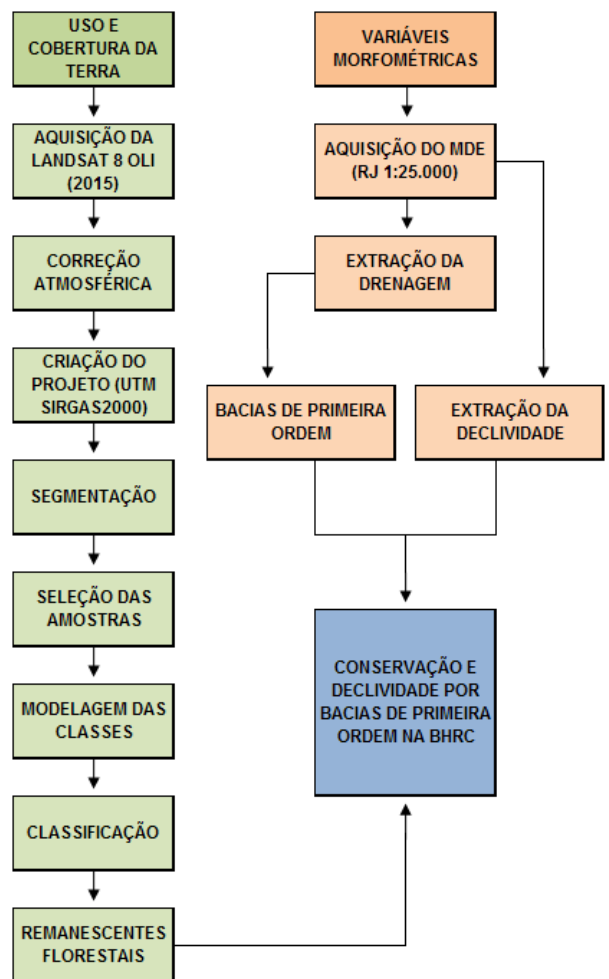 USO E
COBERTURA DA
TERRA
AQUISIÇÃO DA
LANDSAT 8 OLI
(2015)
CORREÇÃO
ATMOSFÉRICA
CRIAÇÃO DO
PROJETO (UTM
SIRGAS2000)
SEGMENTAÇÃO
SELEÇÃO DAS
AMOSTRAS
MODELAGEM DAS
CLASSES
CLASSIFICAÇÃO
REMANESCENTES
FLORESTAIS
VARIÁVEIS
MORFOMÉTRICAS
AQUISIÇÃO DO MDE
(RJ 1:25.000)
EXTRAÇÃO DA
DRENAGEM
BACIAS DE PRIMEIRA
ORDEM
EXTRAÇÃO DA
DECLIVIDADE
CONSERVAÇÃO E
DECLIVIDADE POR
BACIAS DE PRIMEIRA
ORDEM NA BHRC